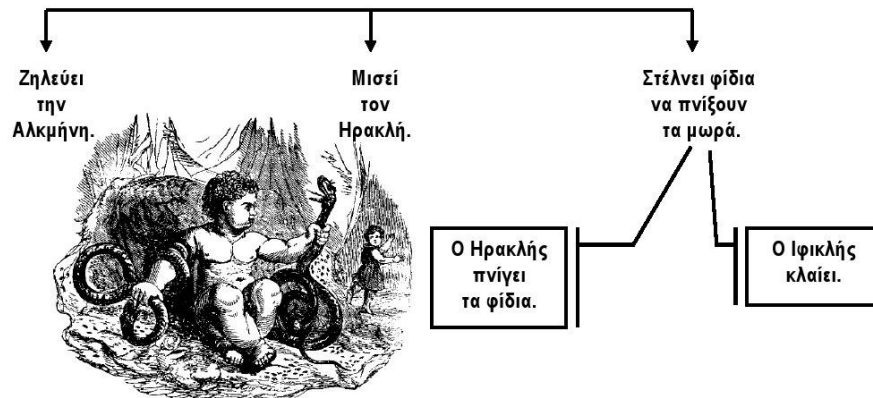 Ζηλεύει
την
Αλκμήνη.
Μισεί
τον
Ηρακλή.
Στέλνει φίδια
να πνίξουν
τα μωρά.
Ο Ηρακλής
πνίγει
τα φίδια.
Ο Ιφικλής
κλαίει.